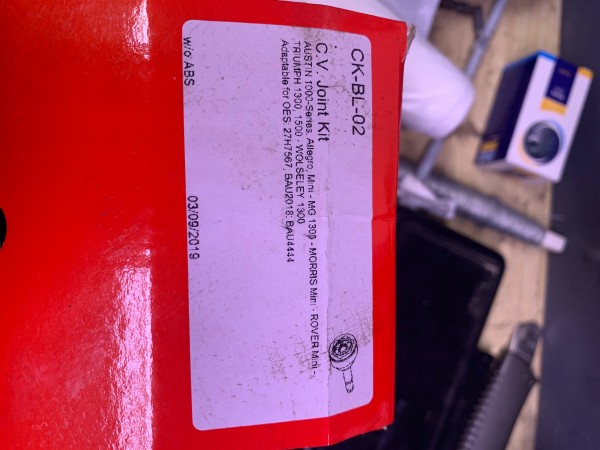 CK-BL-02
C.V. Joint Kit
AUSTIN 1000-Series, Allegro, Mini - MG 1300 - MORRIS Mini - ROVER Mini -
TRIUMPH 1300, 1500 - WOLSELEY 1300
Adaptable for OES: 27H7567, BAU2018, BAU4444
w/o ABS
03/09/2019